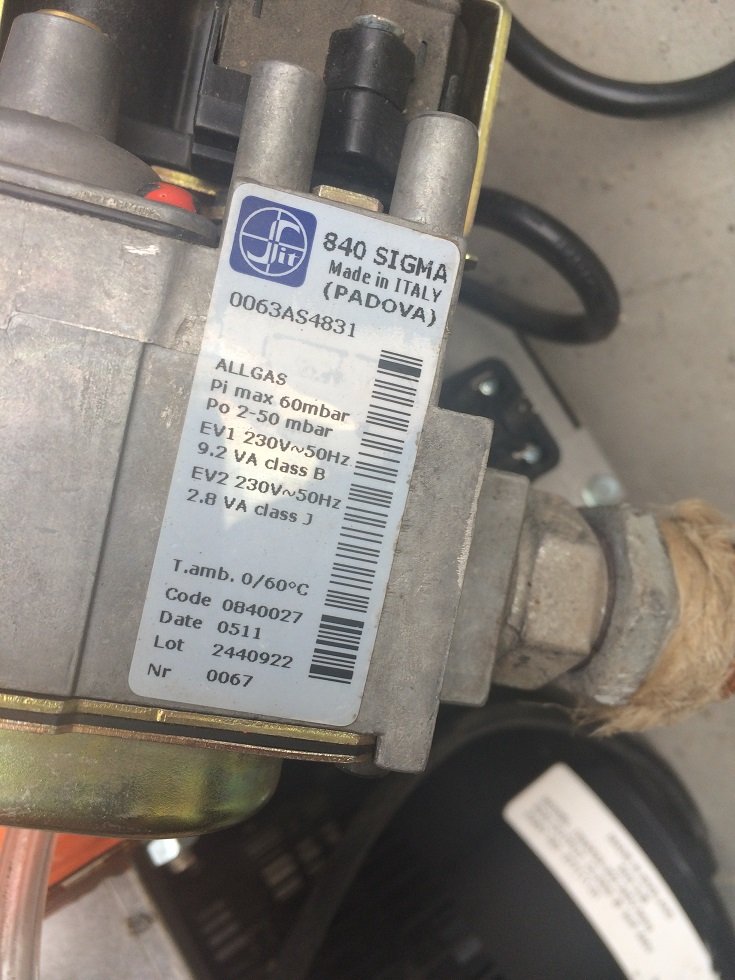 Sit
840 SIGMA
Made in ITALY
(PADOVA)
0063AS4831
ALLGAS
Pi max 60mbar
Po 2-50 mbar
EV1 230V~50Hz
9.2 VA class B
EV2 230V~50Hz
2.8 VA class J
T.amb. 0/60°C
Code 0840027
Date 0511
Lot 2440922
Nr 0067